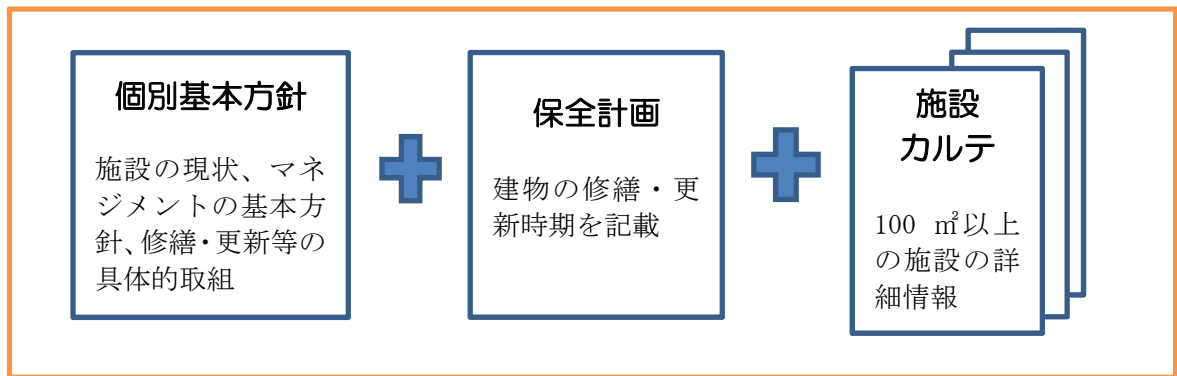 個別基本方針
施設の現状、マネ
ジメントの基本方
針、修繕・更新等の
具体的取組
保全計画
建物の修繕・更
新時期を記載
施設
カルテ
100 ㎡以上
の施設の詳
細情報